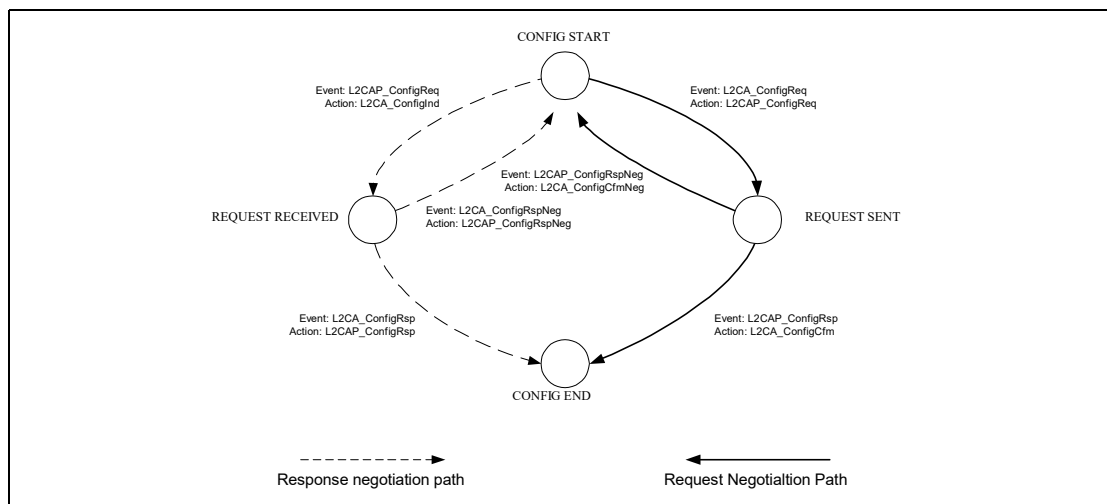 CONFIG START
Event: L2CAP_ConfigReq
Action: L2CA_ConfigInd
Event: L2CA_ConfigReq
Action: L2CAP_ConfigReq
Event: L2CAP_ConfigRspNeg
Action: L2CA_ConfigCfmNeg
REQUEST RECEIVED
Event: L2CA_ConfigRspNeg
Action: L2CAP_ConfigRspNeg
REQUEST SENT
Event: L2CA_ConfigRsp
Action: L2CAP_ConfigRsp
Event: L2CAP_ConfigRsp
Action: L2CA_ConfigCfm
CONFIG END
Response negotiation path
Request Negotialtion Path